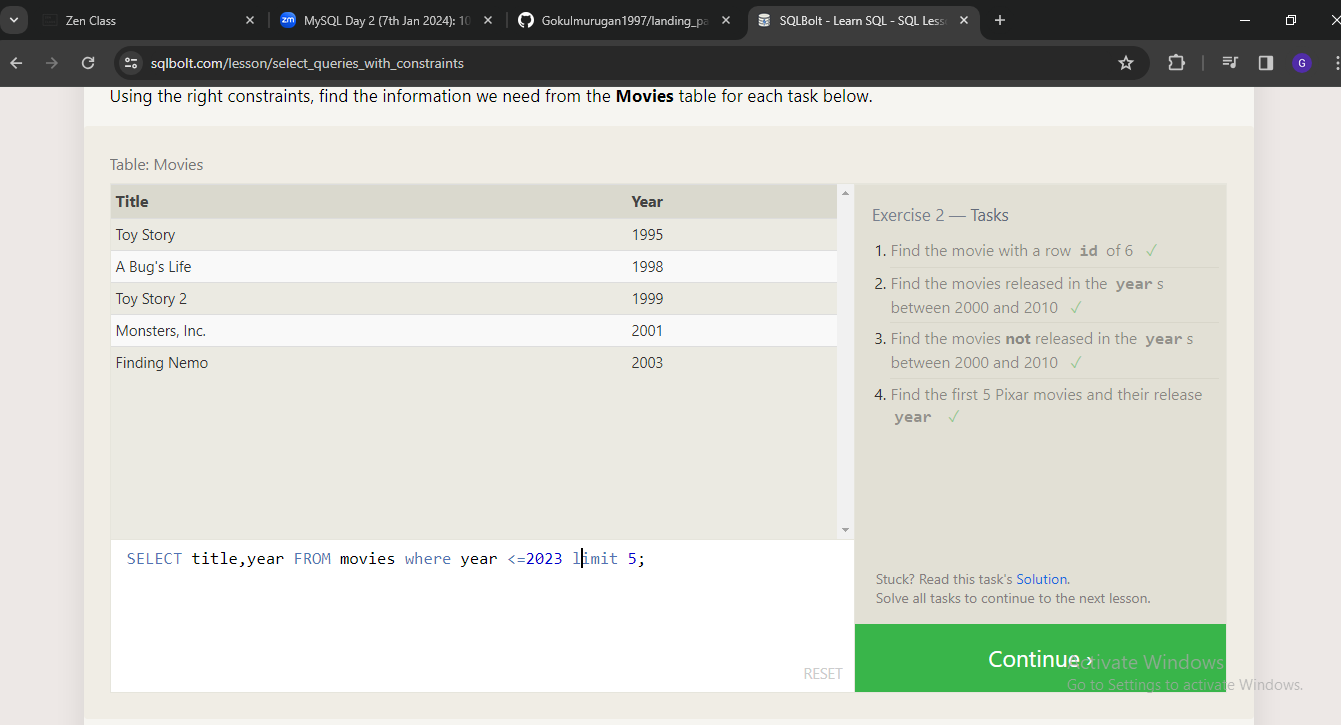 Zen Class
MySQL Day 2 (7th Jan 2024): 10
Gokulmurugan1997/landing_pa
SQLBolt - Learn SQL - SQL Less
sqlbolt.com/lesson/select_queries_with_constraints
G
Using the right constraints, find the information we need from the Movies table for each task below.
Table: Movies
Title Year
Toy Story 1995
A Bug's Life 1998
Toy Story 2 1999
Monsters, Inc. 2001
Finding Nemo 2003
SELECT title,year FROM movies where year <=2023 limit 5;
RESET
Exercise 2 — Tasks
1. Find the movie with a row id of 6 ✓
2. Find the movies released in the year s
between 2000 and 2010 ✓
3. Find the movies not released in the year s
between 2000 and 2010 ✓
4. Find the first 5 Pixar movies and their release
year ✓
Stuck? Read this task's Solution.
Solve all tasks to continue to the next lesson.
Continue ›
Activate Windows
Go to Settings to activate Windows.